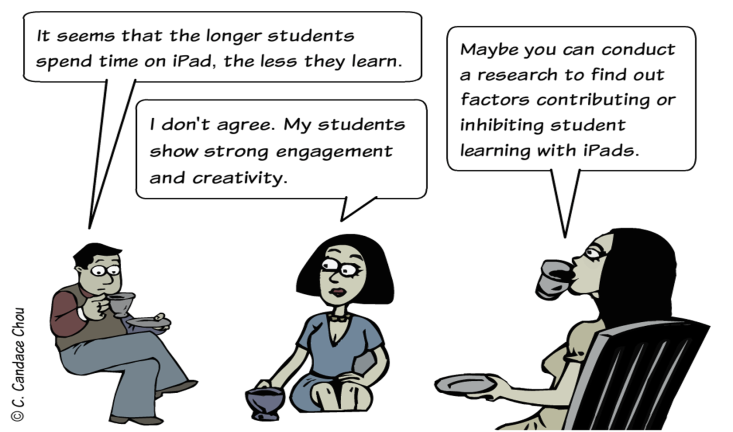 It seems that the longer students
spend time on iPad, the less they learn.
I don't agree. My students
show strong engagement
and creativity.
Maybe you can conduct
a research to find out
factors contributing or
inhibiting student
learning with iPads.
© C. Candace Chou